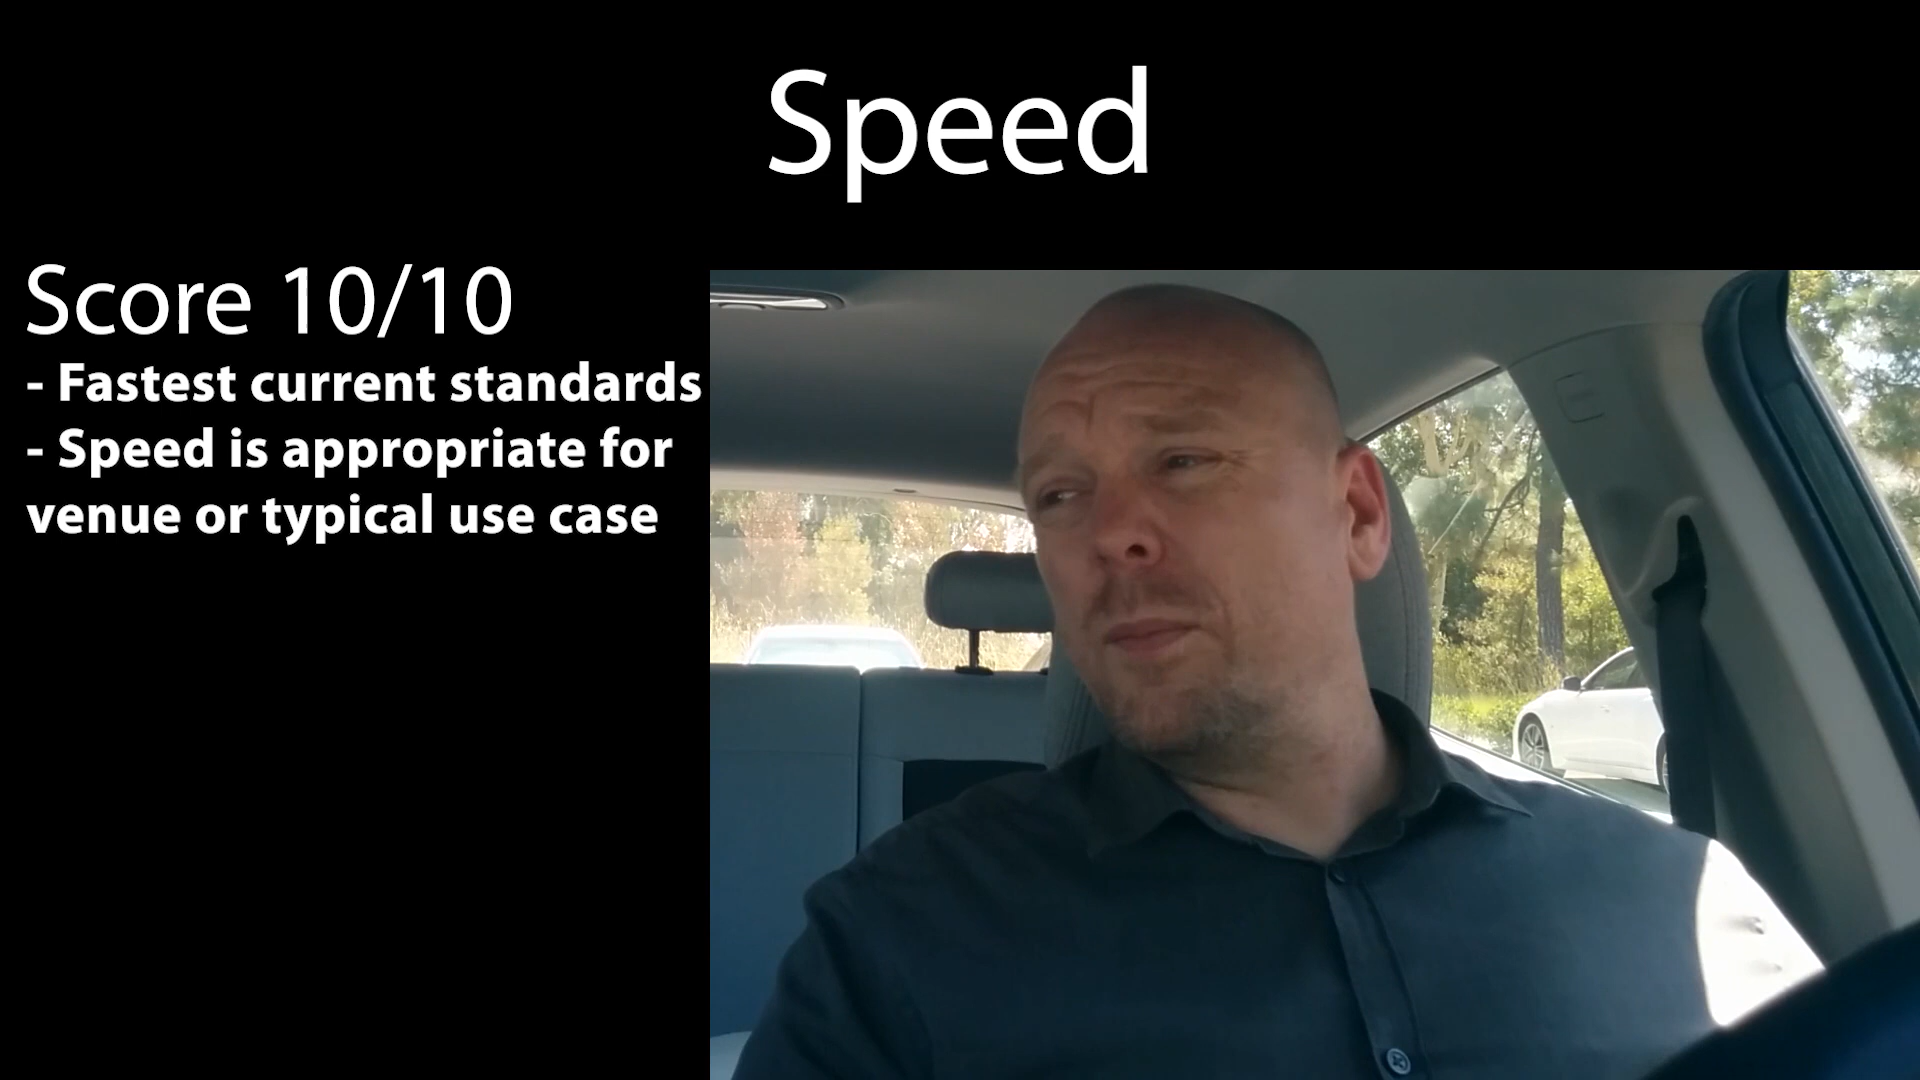 Speed
Score 10/10
- Fastest current standards
- Speed is appropriate for
venue or typical use case